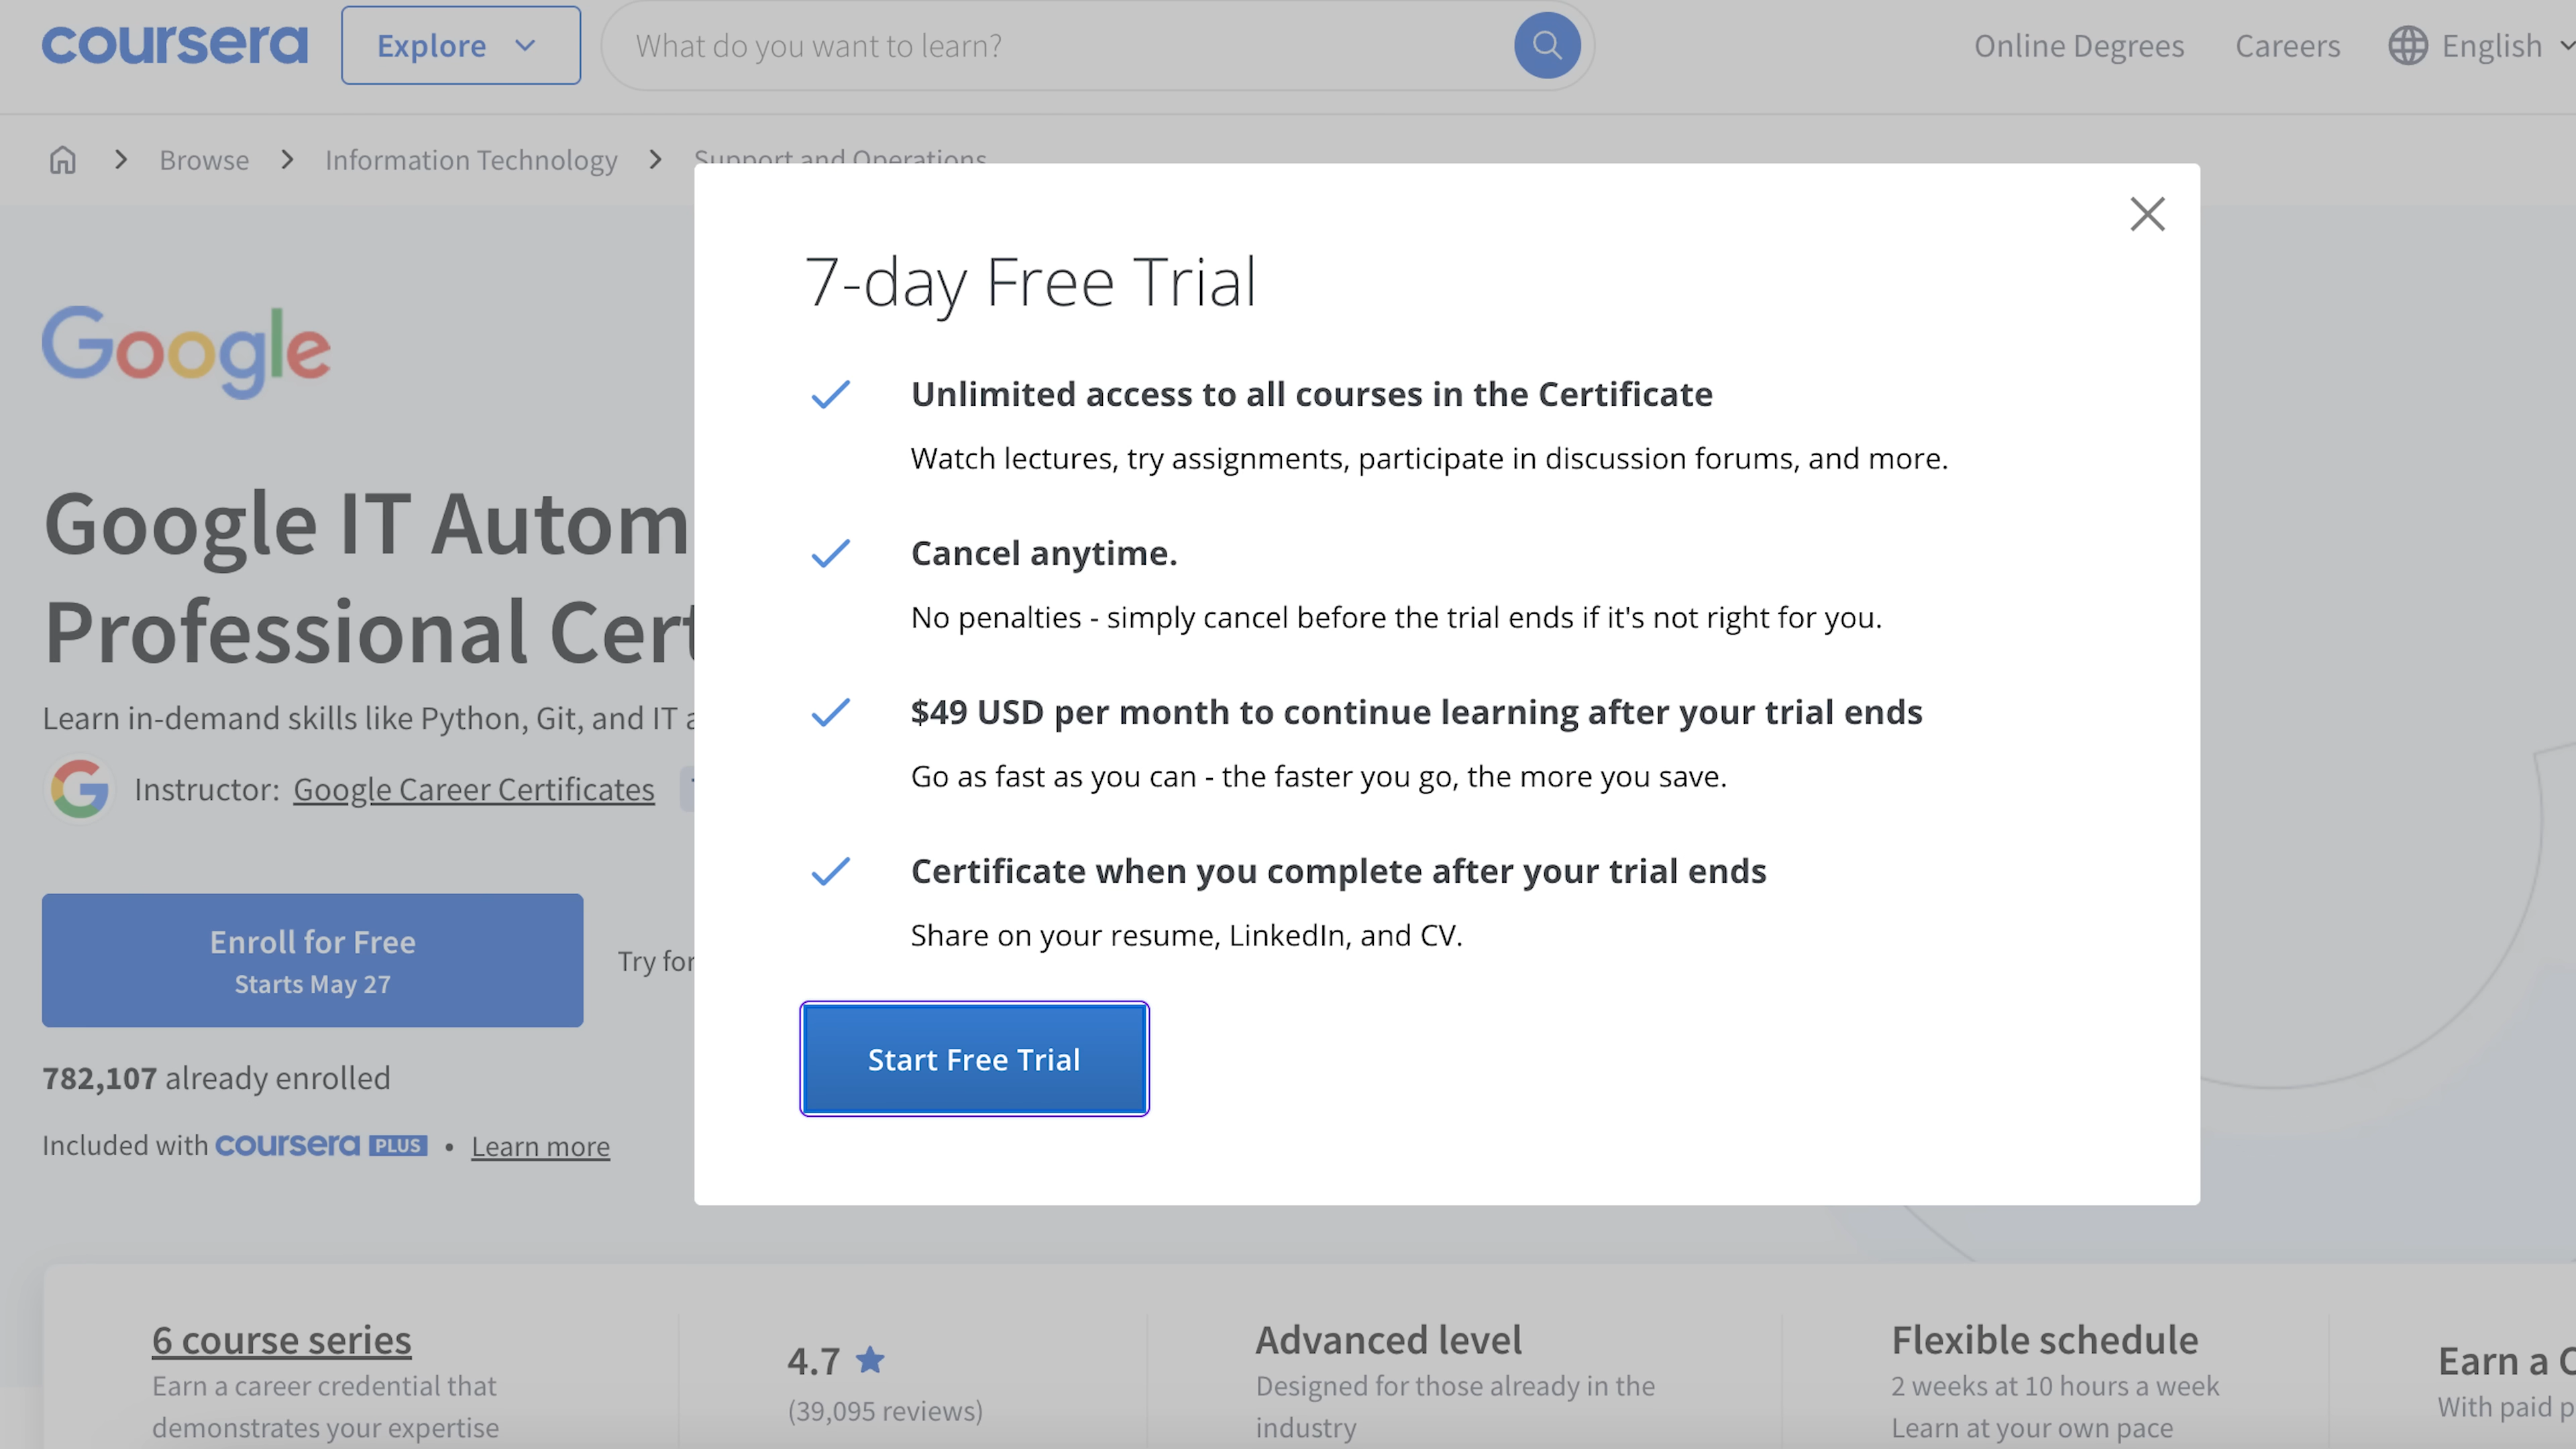 coursera
Explore
What do you want to learn?
Online Degrees
Careers
English
Browse
Information Technology
Support and Operations
Google
Google IT Autom
Professional Cert
Learn in-demand skills like Python, Git, and IT
Instructor: Google Career Certificates
Enroll for Free
Starts May 27
Try for
782,107 already enrolled
Included with coursera PLUS • Learn more
7-day Free Trial
Unlimited access to all courses in the Certificate
Watch lectures, try assignments, participate in discussion forums, and more.
Cancel anytime.
No penalties - simply cancel before the trial ends if it's not right for you.
$49 USD per month to continue learning after your trial ends
Go as fast as you can - the faster you go, the more you save.
Certificate when you complete after your trial ends
Share on your resume, LinkedIn, and CV.
Start Free Trial
6 course series
Earn a career credential that
demonstrates your expertise
4.7
(39,095 reviews)
Advanced level
Designed for those already in the
industry
Flexible schedule
2 weeks at 10 hours a week
Learn at your own pace
Earn a C
With paid p